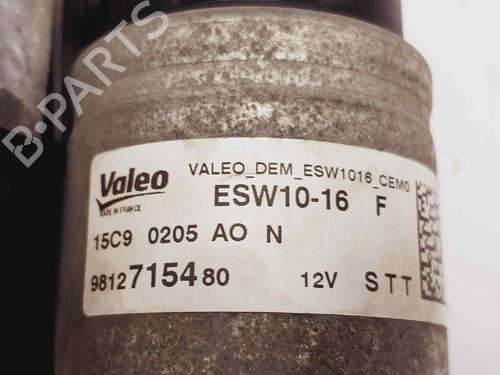 B-PARTS
Valeo
MADE IN FRANCE
VALEO_DEM_ESW1016_CEM0
ESW10-16 F
15C9 0205 AO N
9812715480 12V STT